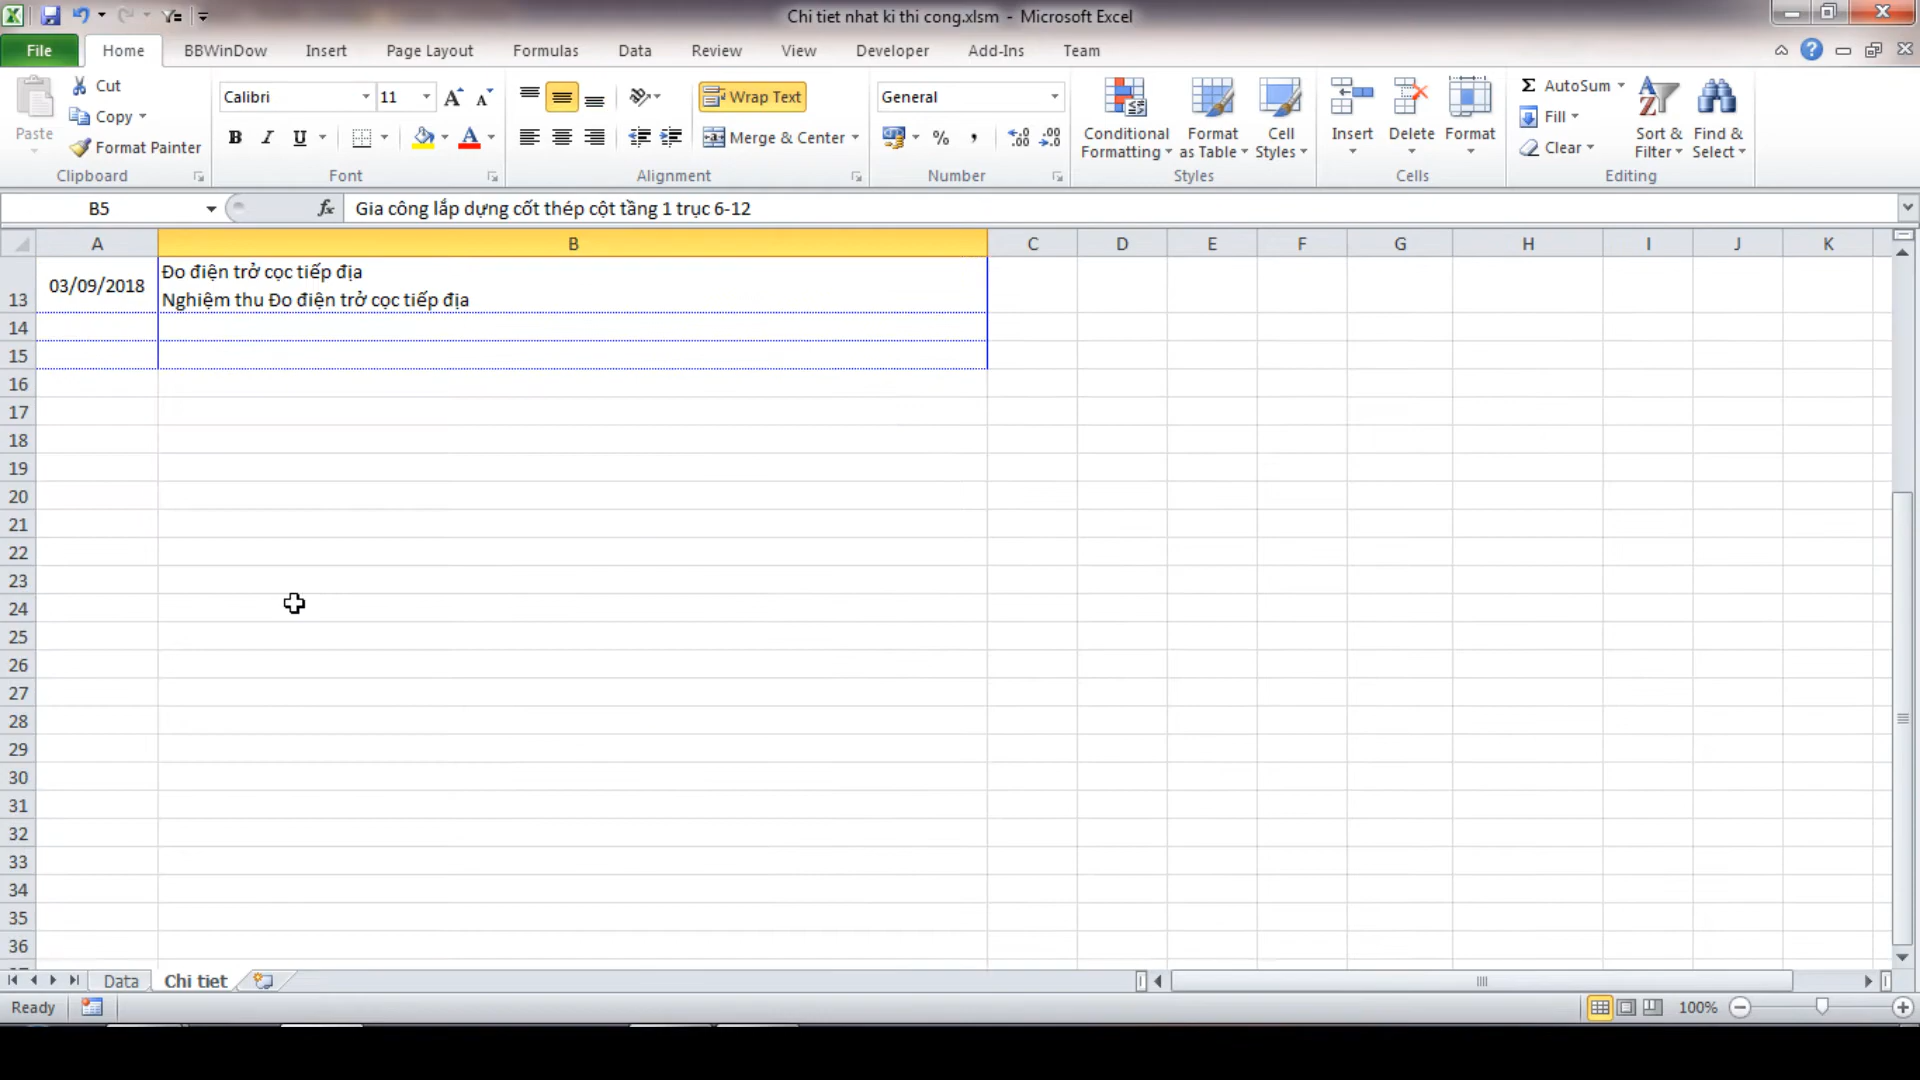 Chi tiet nhat ki thi cong.xlsm - Microsoft Excel
File Home BBWinDow Insert Page Layout Formulas Data Review View Developer Add-Ins Team
Paste
Cut
Copy
Format Painter
Clipboard
Calibri 11
B I U
Font
Wrap Text
Merge & Center
Alignment
General
Number
Conditional Formatting
Format as Table
Cell Styles
Styles
Insert
Delete
Format
Cells
AutoSum
Fill
Clear
Sort & Filter
Find & Select
Editing
B5 fx Gia công lắp dựng cốt thép cột tầng 1 trục 6-12
A B C D E F G H I J K
13 03/09/2018 Đo điện trở cọc tiếp địa
Nghiệm thu Đo điện trở cọc tiếp địa
14
15
16
17
18
19
20
21
22
23
24
25
26
27
28
29
30
31
32
33
34
35
36
Data Chi tiet
Ready 100%